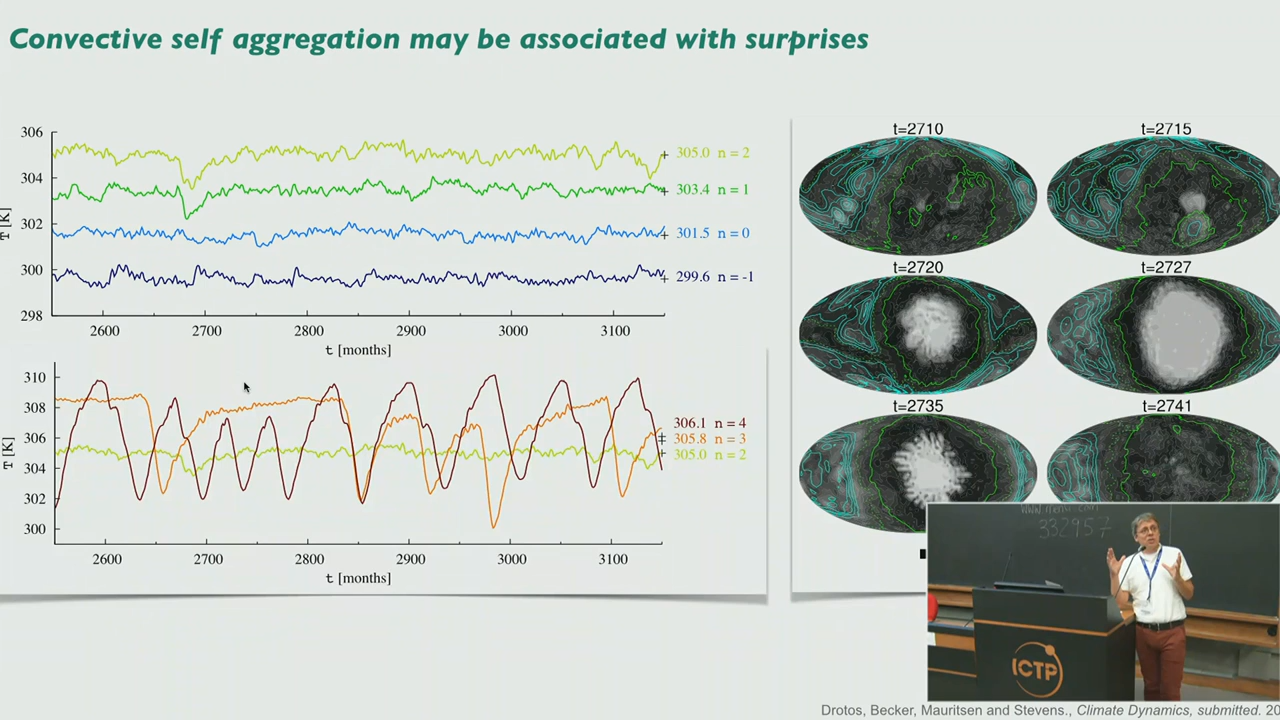 Convective self aggregation may be associated with surprises
306
304
302
300
298
T [K]
305.0 n = 2
303.4 n = 1
301.5 n = 0
299.6 n = -1
2600 2700 2800 2900 3000 3100
t [months]
310
308
306
304
302
300
T [K]
306.1 n = 4
305.8 n = 3
305.0 n = 2
2600 2700 2800 2900 3000 3100
t [months]
t=2710 t=2715
t=2720 t=2727
t=2735 t=2741
332957
ICTP
Drotos, Becker, Mauritsen and Stevens., Climate Dynamics, submitted. 20